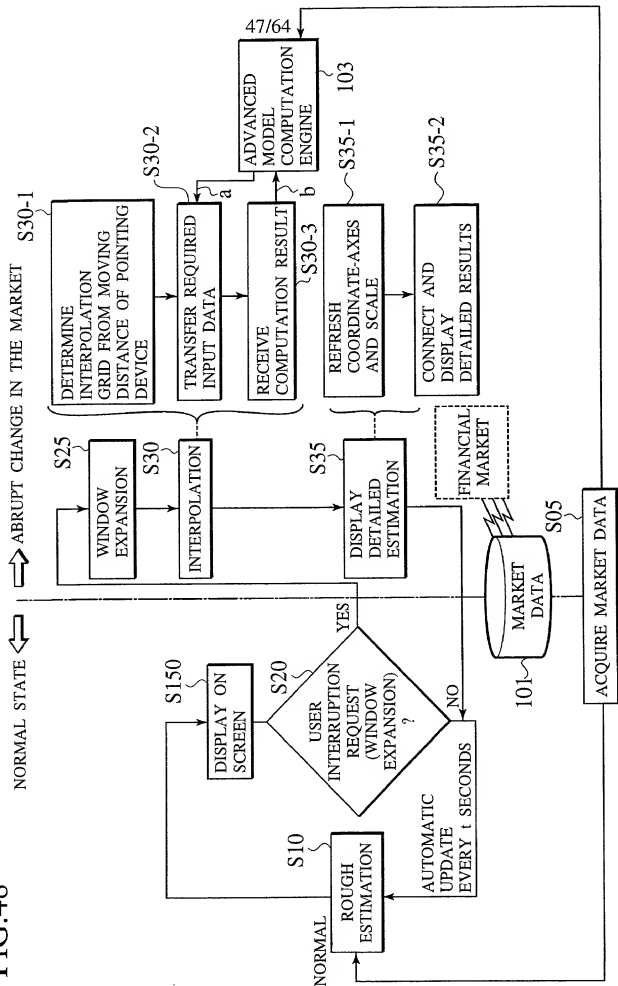 FIG.48
NORMAL STATE
ABRUPT CHANGE IN THE MARKET
47/64
NORMAL
S10
ROUGH
ESTIMATION
AUTOMATIC
UPDATE
EVERY t SECONDS
S150
DISPLAY ON
SCREEN
S20
USER
INTERRUPTION
REQUEST
(WINDOW
EXPANSION)
?
YES
NO
S25
WINDOW
EXPANSION
S30
INTERPOLATION
S35
DISPLAY
DETAILED
ESTIMATION
S30-1
DETERMINE
INTERPOLATION
GRID FROM MOVING
DISTANCE OF POINTING
DEVICE
S30-2
TRANSFER REQUIRED
INPUT DATA
RECEIVE
COMPUTATION RESULT
S30-3
a
b
ADVANCED
MODEL
COMPUTATION
ENGINE
103
S35-1
REFRESH
COORDINATE-AXES
AND SCALE
S35-2
CONNECT AND
DISPLAY
DETAILED RESULTS
FINANCIAL
MARKET
MARKET
DATA
101
S05
ACQUIRE MARKET DATA